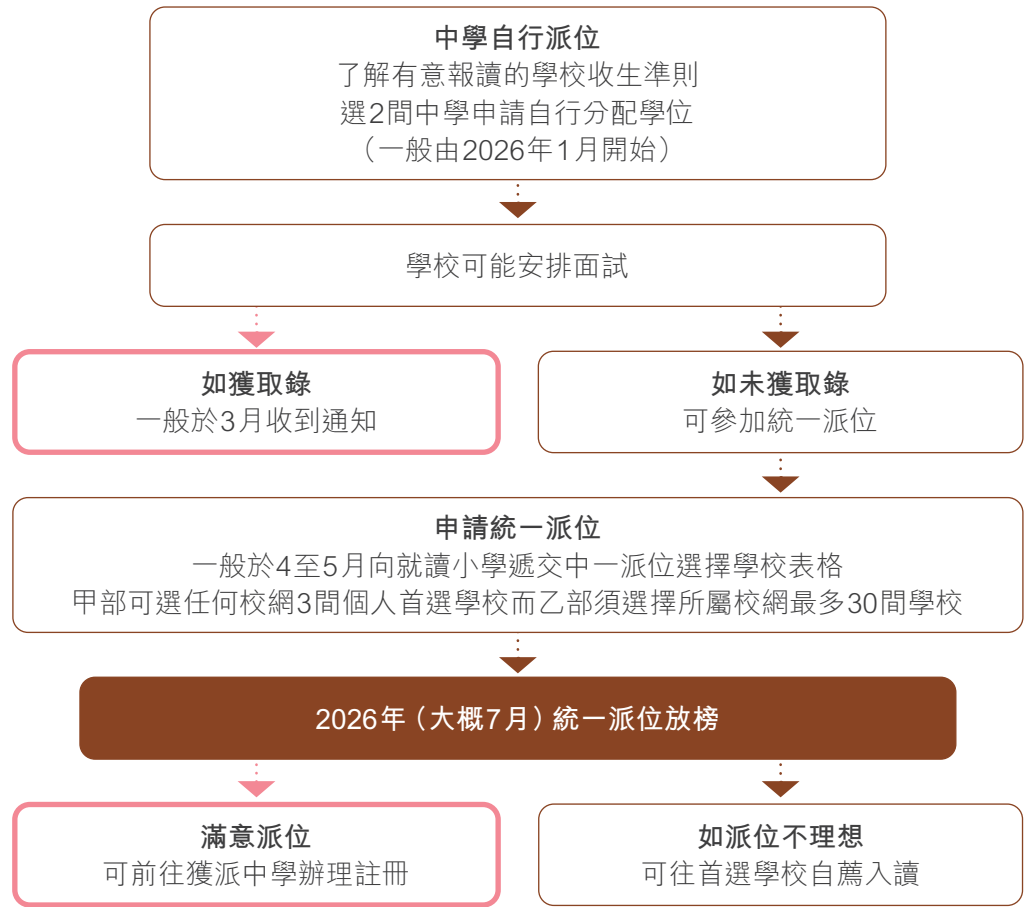 中學自行派位
了解有意報讀的學校收生準則
選2間中學申請自行分配學位
（一般由2026年1月開始）
學校可能安排面試
如獲取錄
一般於3月收到通知
如未獲取錄
可參加統一派位
申請統一派位
一般於4至5月向就讀小學遞交中一派位選擇學校表格
甲部可選任何校網3間個人首選學校而乙部須選擇所屬校網最多30間學校
2026年（大概7月）統一派位放榜
滿意派位
可前往獲派中學辦理註冊
如派位不理想
可往首選學校自薦入讀